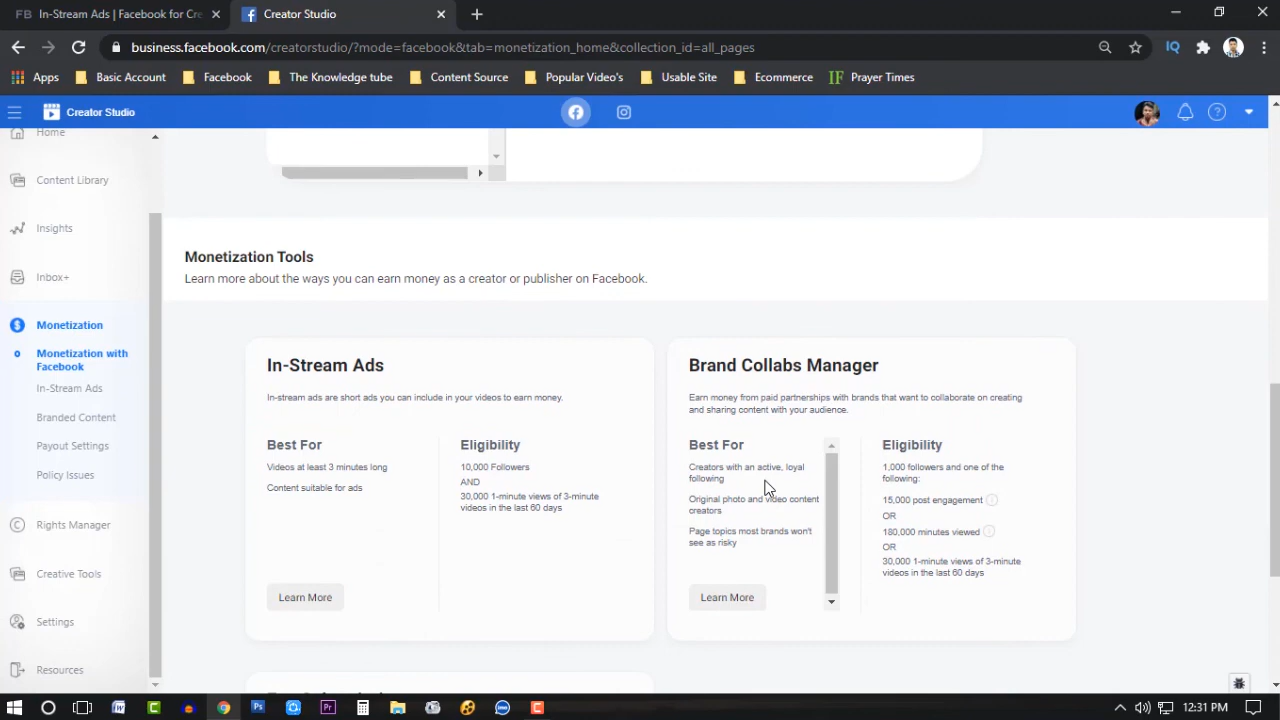 In-Stream Ads | Facebook for Cre
Creator Studio
business.facebook.com/creatorstudio/?mode=facebook&tab=monetization_home&collection_id=all_pages
Apps
Basic Account
Facebook
The Knowledge tube
Content Source
Popular Video's
Usable Site
Ecommerce
Prayer Times
Creator Studio
Home
Content Library
Insights
Inbox+
Monetization
Monetization with
Facebook
In-Stream Ads
Branded Content
Payout Settings
Policy Issues
Rights Manager
Creative Tools
Settings
Resources
Monetization Tools
Learn more about the ways you can earn money as a creator or publisher on Facebook.
In-Stream Ads
In-stream ads are short ads you can include in your videos to earn money.
Best For
Videos at least 3 minutes long
Content suitable for ads
Eligibility
10,000 Followers
AND
30,000 1-minute views of 3-minute
videos in the last 60 days
Learn More
Brand Collabs Manager
Earn money from paid partnerships with brands that want to collaborate on creating
and sharing content with your audience.
Best For
Creators with an active, loyal
following
Original photo and video content
creators
Page topics most brands won't
see as risky
Eligibility
1,000 followers and one of the
following:
15,000 post engagement
OR
180,000 minutes viewed
OR
30,000 1-minute views of 3-minute
videos in the last 60 days
Learn More
12:31 PM